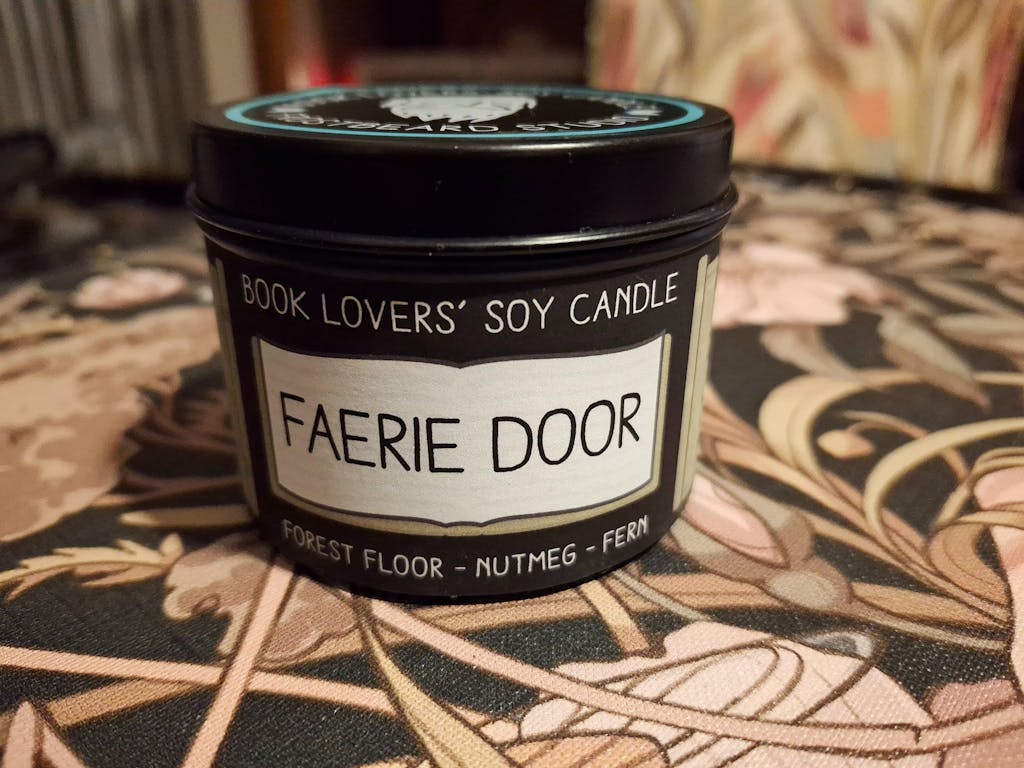 BOOK LOVERS' SOY CANDLE
FAERIE DOOR
FOREST FLOOR - NUTMEG - FERN